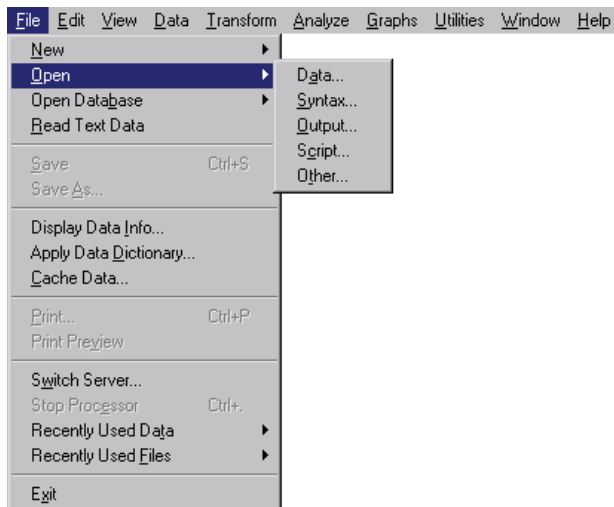 File Edit View Data Transform Analyze Graphs Utilities Window Help
New
Open
Open Database
Read Text Data
Save Ctrl+S
Save As...
Display Data Info...
Apply Data Dictionary...
Cache Data...
Print... Ctrl+P
Print Preview
Switch Server...
Stop Processor Ctrl+.
Recently Used Data
Recently Used Files
Exit
Data...
Syntax...
Output...
Script...
Other...